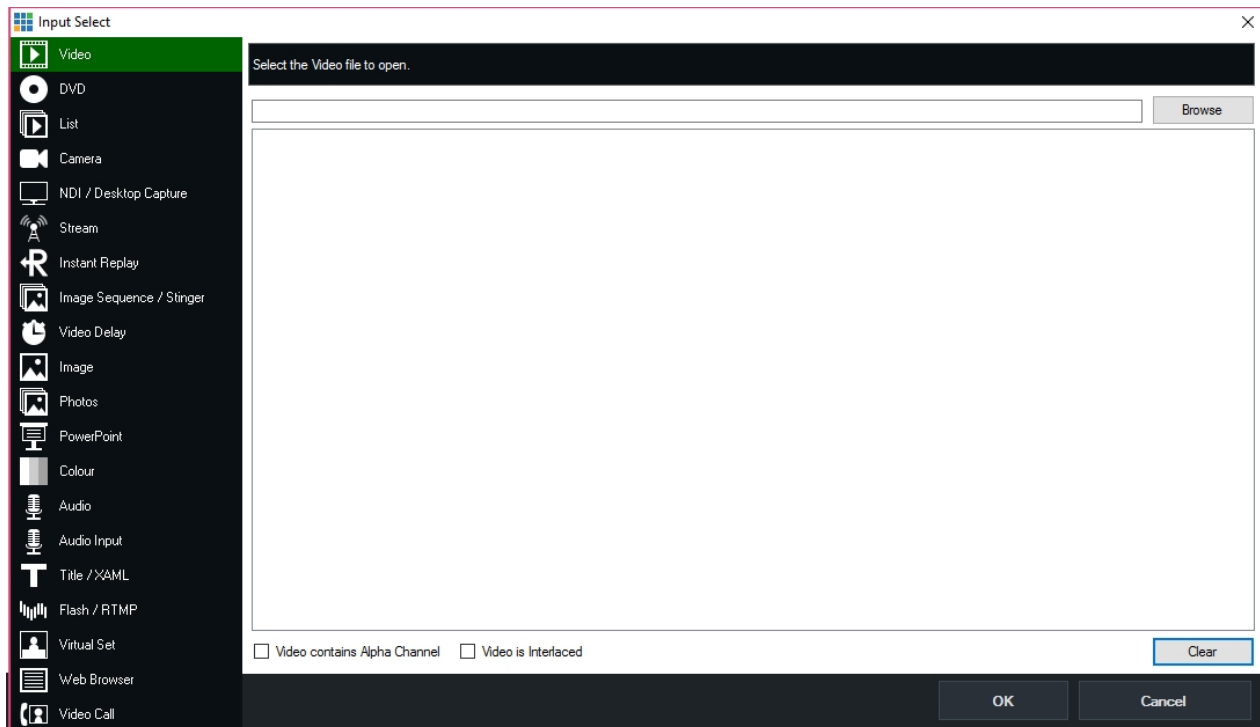 Input Select
Video
DVD
List
Camera
NDI / Desktop Capture
Stream
Instant Replay
Image Sequence / Stinger
Video Delay
Image
Photos
PowerPoint
Colour
Audio
Audio Input
Title / XAML
Flash / RTMP
Virtual Set
Web Browser
Video Call
Select the Video file to open.
Browse
Video contains Alpha Channel
Video is Interlaced
Clear
OK
Cancel